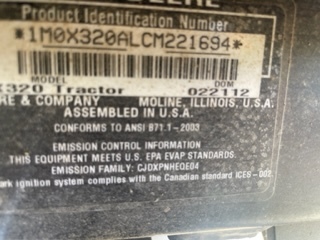 Product Identification Number
*1M0X320ALCM221694*
MODEL DOM
X320 Tractor 022112
RE & COMPANY MOLINE, ILLINOIS, U.S.A.
ASSEMBLED IN U.S.A.
CONFORMS TO ANSI B71.1-2003
EMISSION CONTROL INFORMATION
THIS EQUIPMENT MEETS U.S. EPA EVAP STANDARDS.
EMISSION FAMILY: CJDXPNHEOE04
ark ignition system complies with the Canadian standard ICES-002.